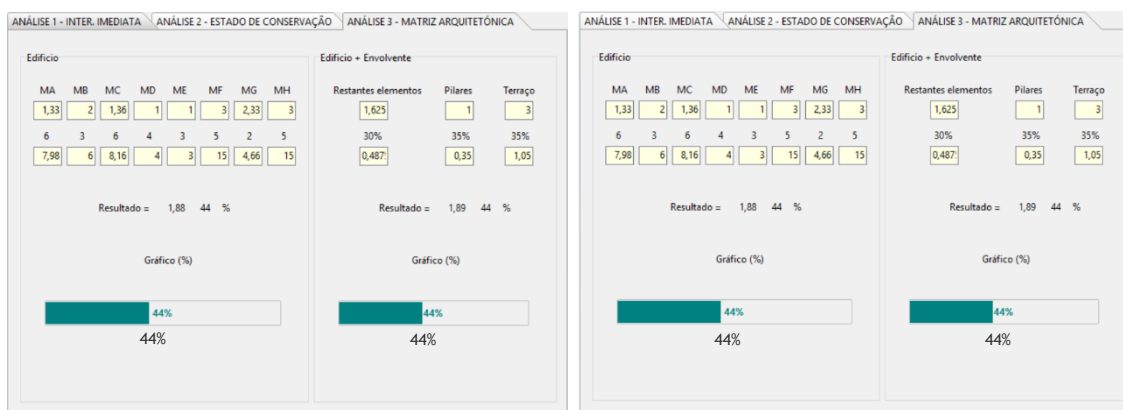 ANÁLISE 1 - INTER. IMEDIATA ANÁLISE 2 - ESTADO DE CONSERVAÇÃO ANÁLISE 3 - MATRIZ ARQUITETÓNICA
Edificio
MA MB MC MD ME MF MG MH
1,33 2 1,36 1 1 3 2,33 3
6 3 6 4 3 5 2 5
7,98 6 8,16 4 3 15 4,66 15
Resultado = 1,88 44 %
Gráfico (%)
44%
44%
Edificio + Envolvente
Restantes elementos Pilares Terraço
1,625 1 3
30% 35% 35%
0,487 0,35 1,05
Resultado = 1,89 44 %
Gráfico (%)
44%
44%
ANÁLISE 1 - INTER. IMEDIATA ANÁLISE 2 - ESTADO DE CONSERVAÇÃO ANÁLISE 3 - MATRIZ ARQUITETÓNICA
Edificio
MA MB MC MD ME MF MG MH
1,33 2 1,36 1 1 3 2,33 3
6 3 6 4 3 5 2 5
7,98 6 8,16 4 3 15 4,66 15
Resultado = 1,88 44 %
Gráfico (%)
44%
44%
Edificio + Envolvente
Restantes elementos Pilares Terraço
1,625 1 3
30% 35% 35%
0,487 0,35 1,05
Resultado = 1,89 44 %
Gráfico (%)
44%
44%